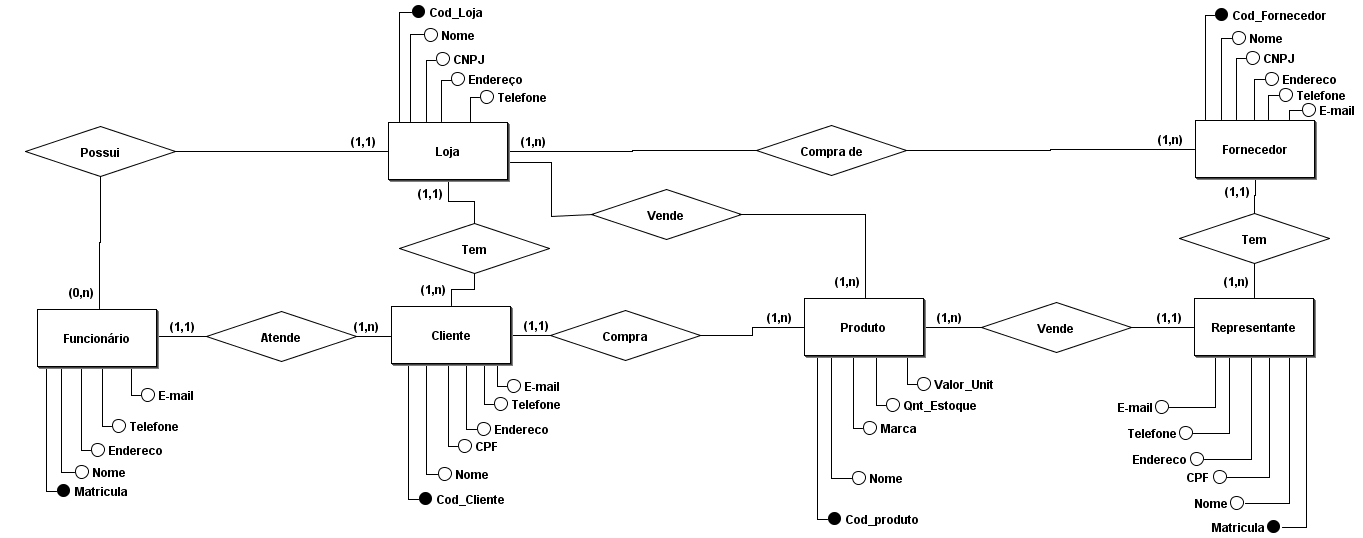 Cod_Loja
Nome
CNPJ
Endereço
Telefone
Cod_Fornecedor
Nome
CNPJ
Endereco
Telefone
E-mail
Possui
(1,1)
Loja
(1,n)
Compra de
(1,n)
Fornecedor
(1,1)
Vende
(1,1)
Tem
Tem
(0,n)
(1,n)
(1,n)
(1,n)
Funcionário
(1,1)
Atende
(1,n)
Cliente
(1,1)
Compra
(1,n)
Produto
(1,n)
Vende
(1,1)
Representante
E-mail
Telefone
Endereco
Nome
Matricula
E-mail
Telefone
Endereco
CPF
Nome
Cod_Cliente
Valor_Unit
Qnt_Estoque
Marca
Nome
Cod_produto
E-mail
Telefone
Endereco
CPF
Nome
Matricula